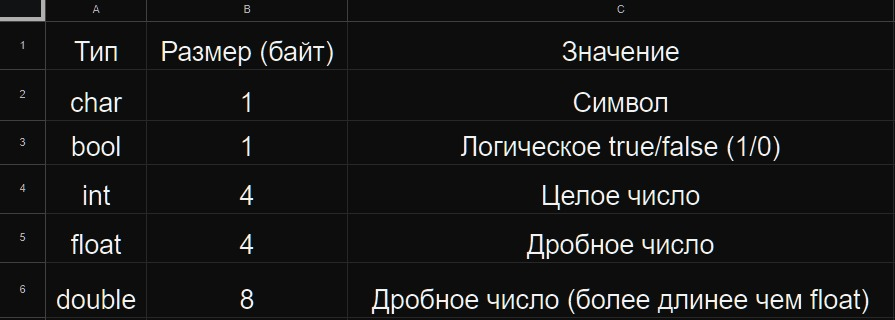 A B C
1 Тип Размер (байт) Значение
2 char 1 Символ
3 bool 1 Логическое true/false (1/0)
4 int 4 Целое число
5 float 4 Дробное число
6 double 8 Дробное число (более длинее чем float)